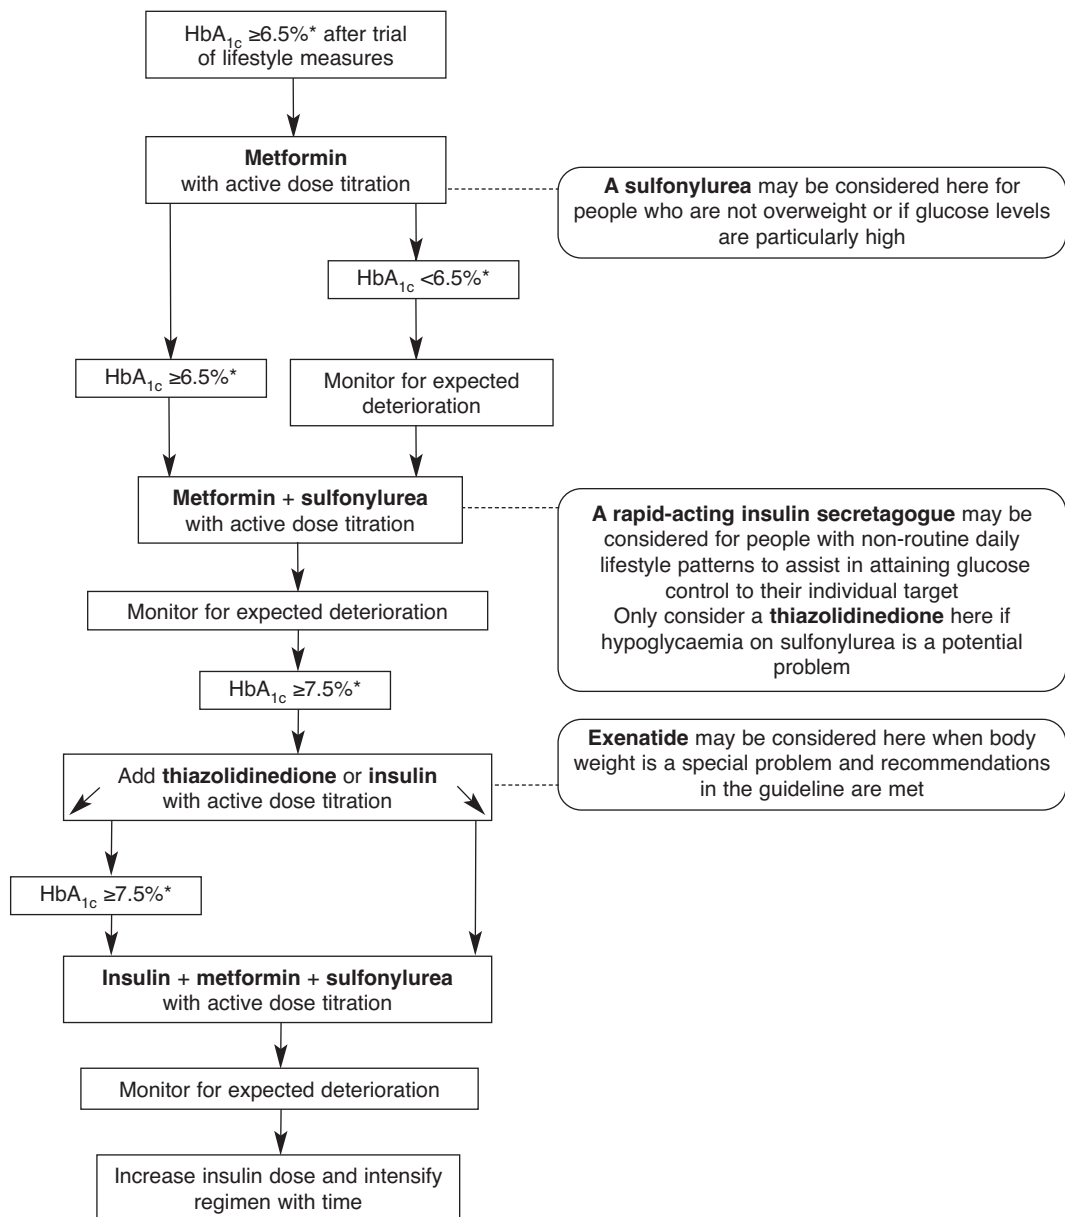 HbA1c ≥6.5%* after trial
of lifestyle measures
Metformin
with active dose titration
A sulfonylurea may be considered here for
people who are not overweight or if glucose levels
are particularly high
HbA1c <6.5%*
HbA1c ≥6.5%*
Monitor for expected
deterioration
Metformin + sulfonylurea
with active dose titration
A rapid-acting insulin secretagogue may be
considered for people with non-routine daily
lifestyle patterns to assist in attaining glucose
control to their individual target
Only consider a thiazolidinedione here if
hypoglycaemia on sulfonylurea is a potential
problem
Monitor for expected deterioration
HbA1c ≥7.5%*
Add thiazolidinedione or insulin
with active dose titration
Exenatide may be considered here when body
weight is a special problem and recommendations
in the guideline are met
HbA1c ≥7.5%*
Insulin + metformin + sulfonylurea
with active dose titration
Monitor for expected deterioration
Increase insulin dose and intensify
regimen with time